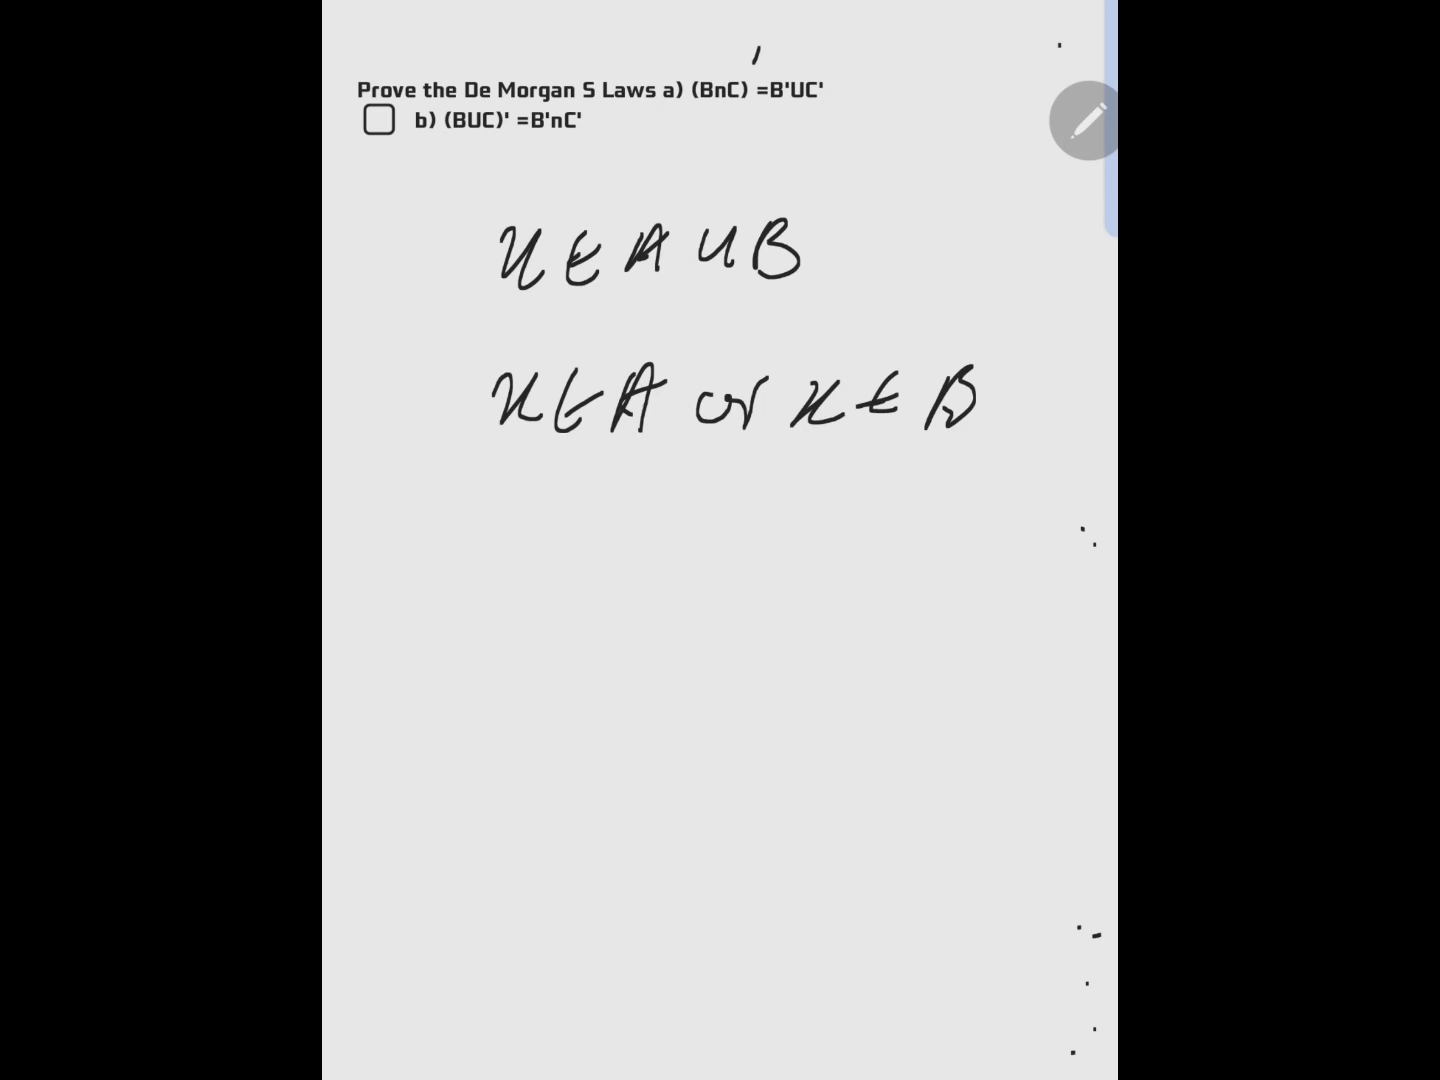 Prove the De Morgan S Laws a) (BnC)' =B'UC'
b) (BUC)' =B'nC'
x ∈ A ∪ B
x ∈ A or x ∈ B